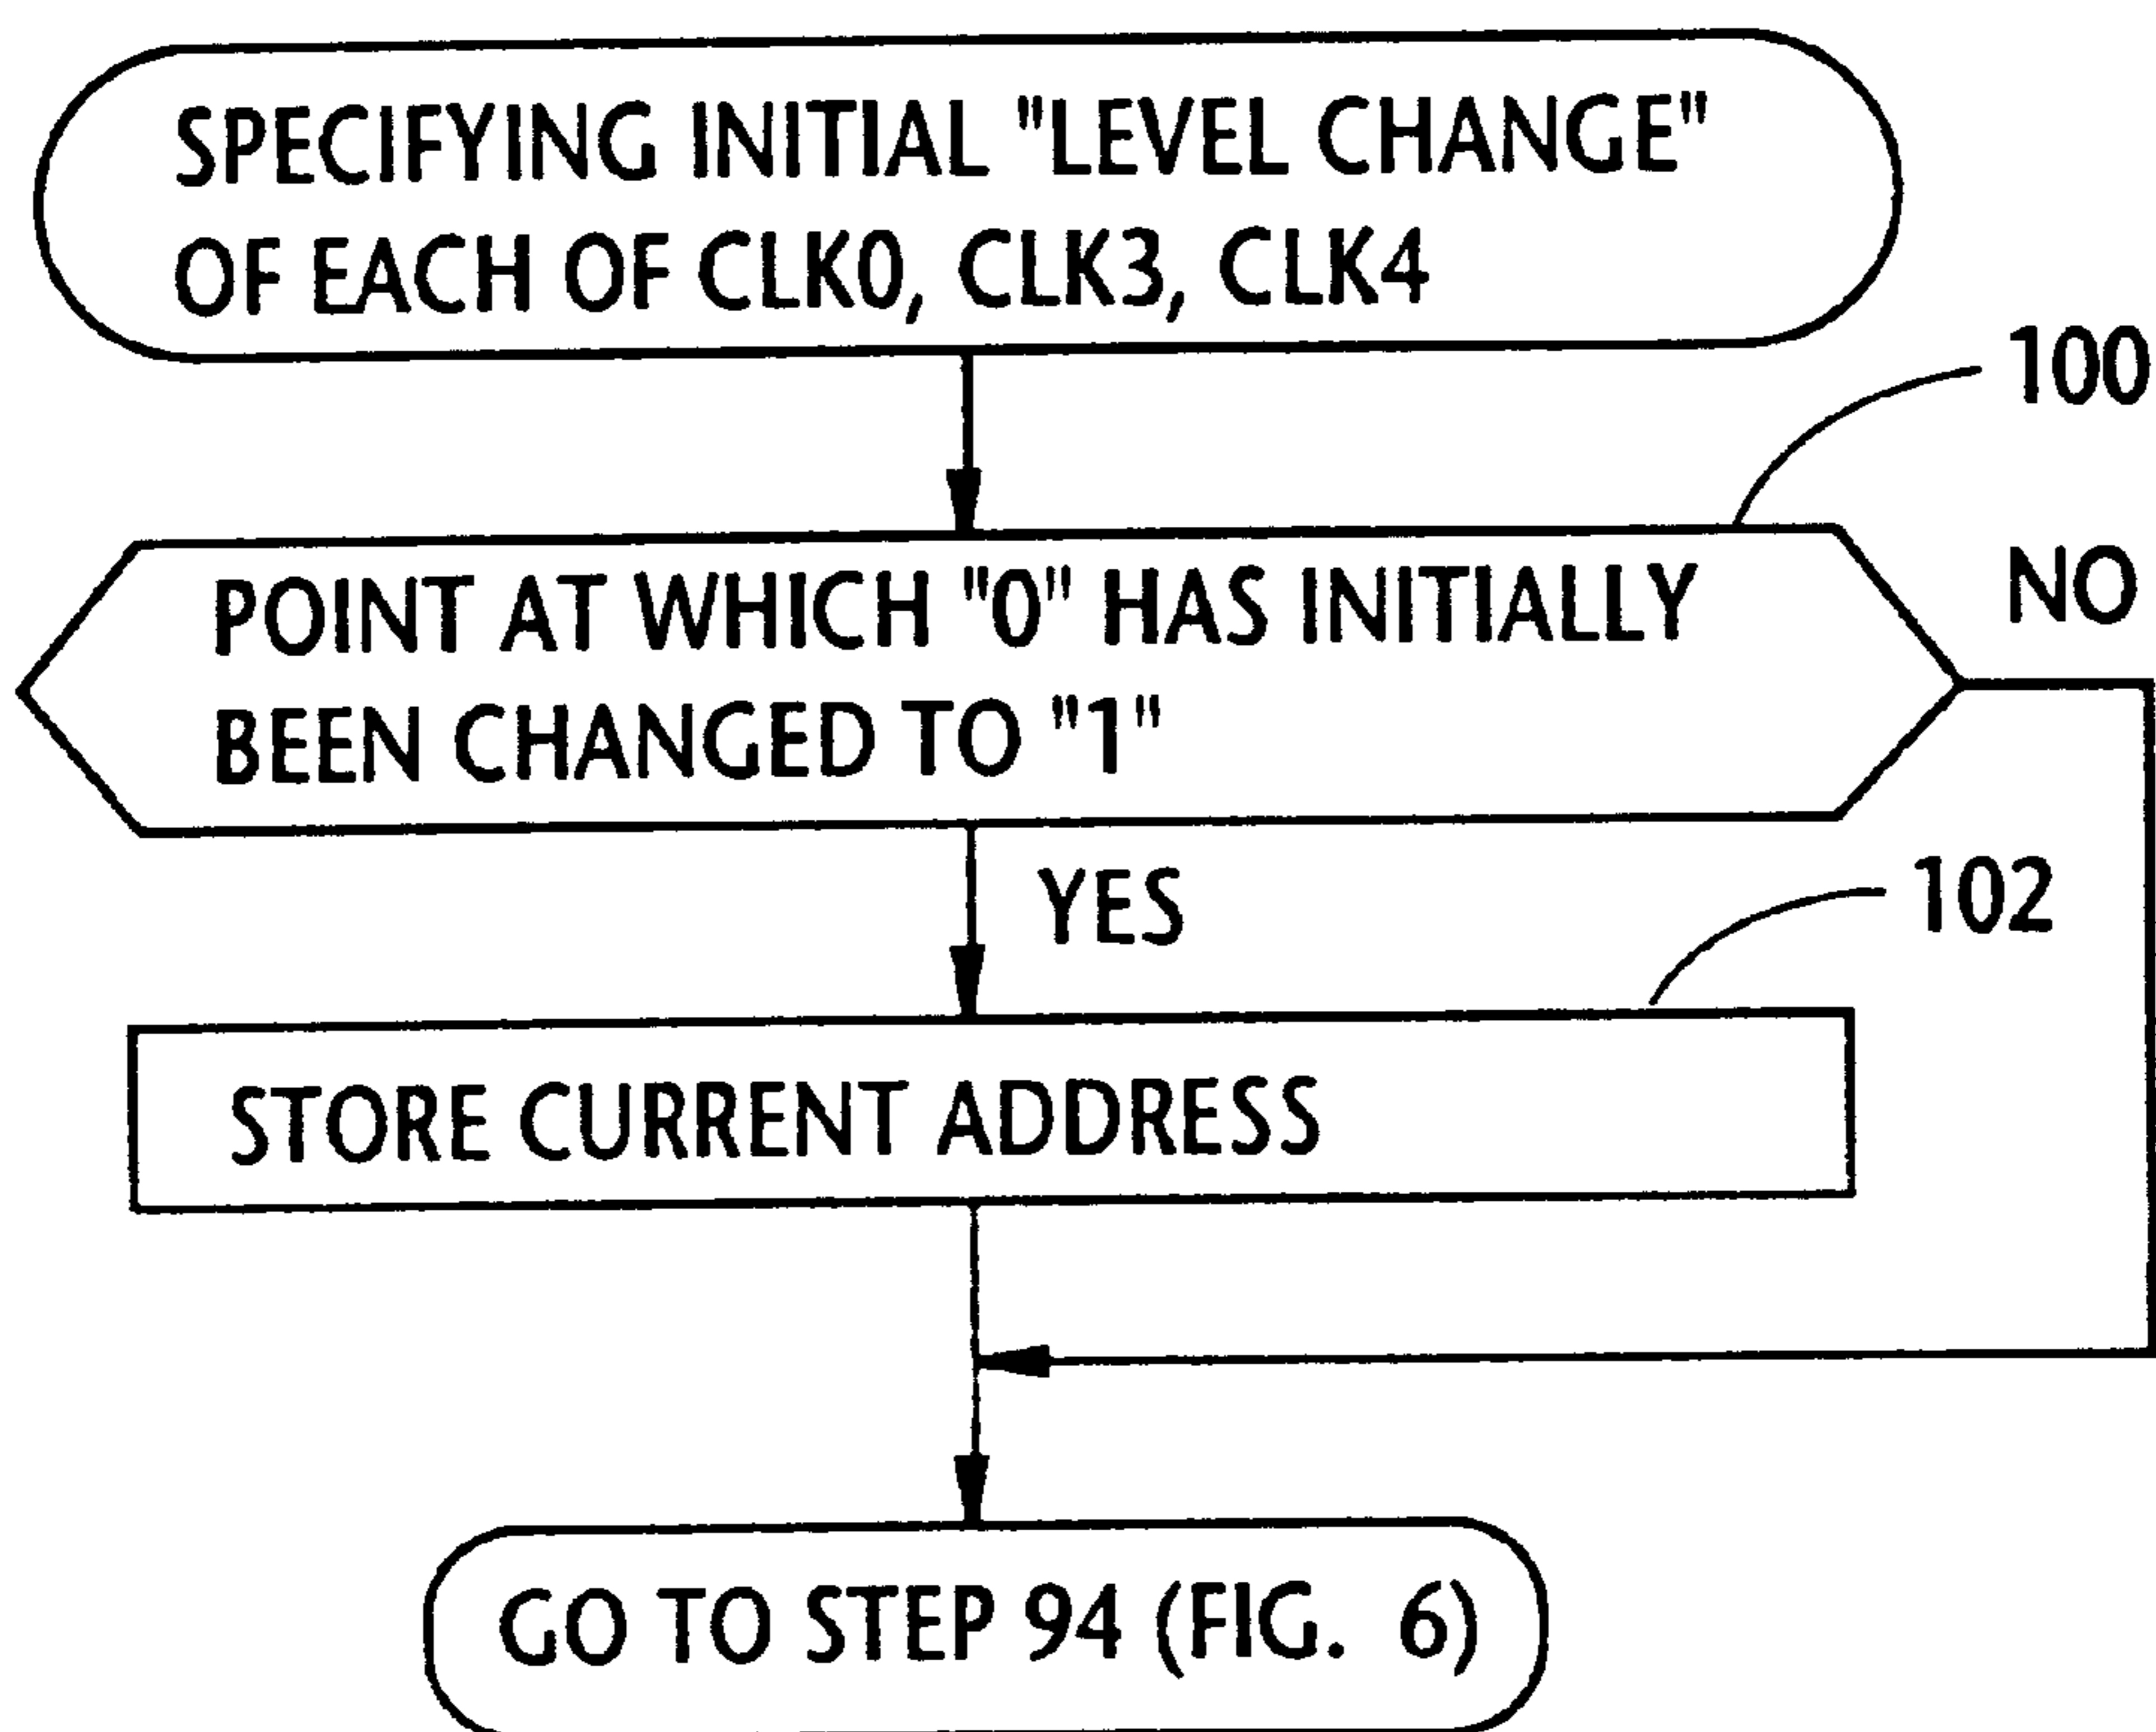 SPECIFYING INITIAL "LEVEL CHANGE"
OF EACH OF CLK0, CLK3, CLK4
100
POINT AT WHICH "0" HAS INITIALLY
BEEN CHANGED TO "1"
NO
YES
102
STORE CURRENT ADDRESS
GO TO STEP 94 (FIG. 6)